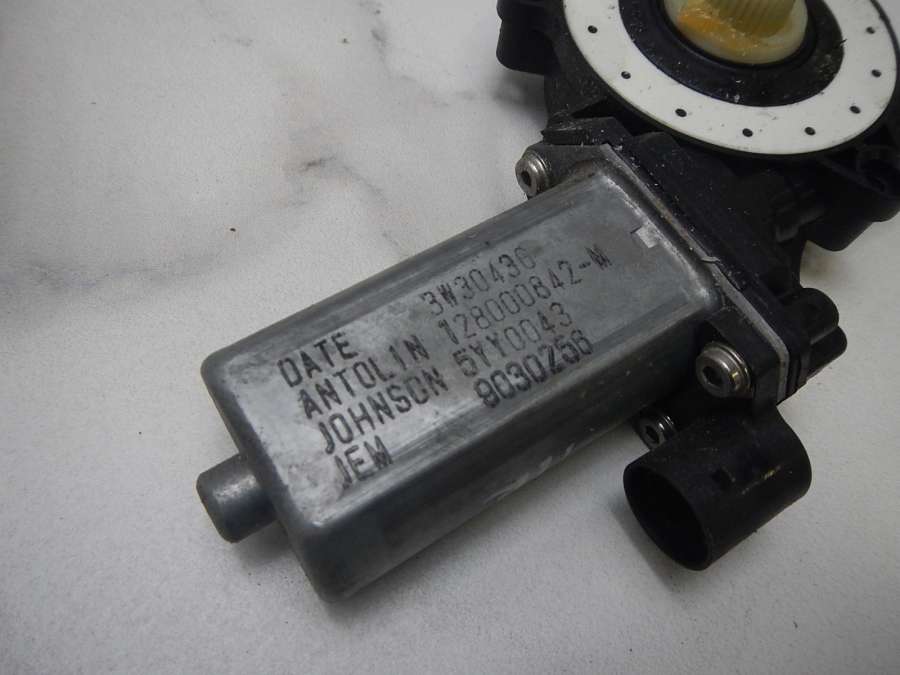 DATE 3W30436
ANTOLIN 128000842-M
JOHNSON 5YY0043
JEM 9030256